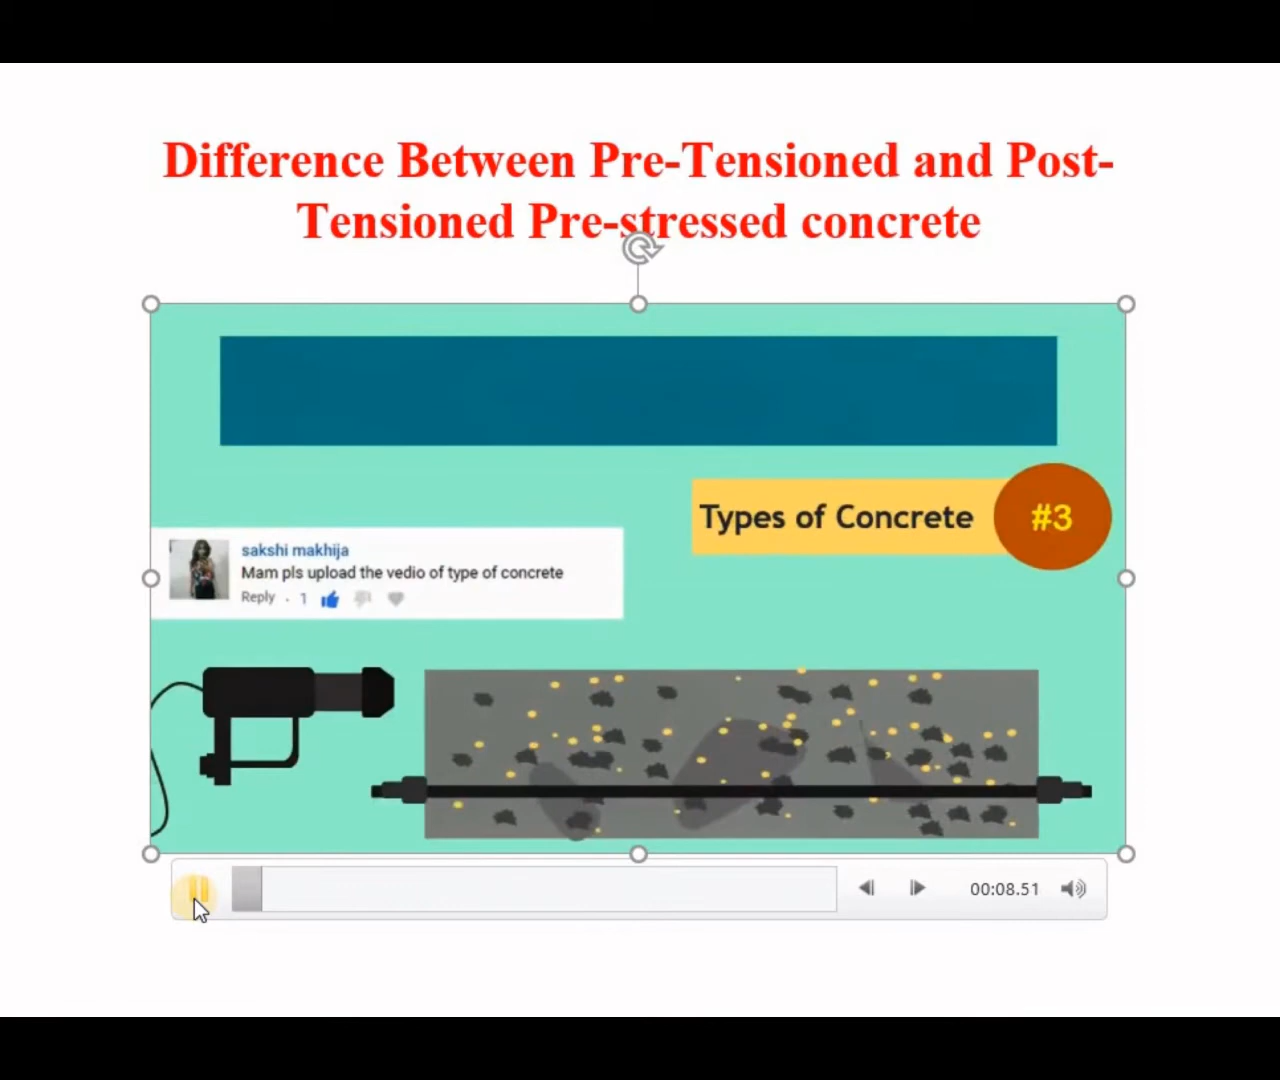 Difference Between Pre-Tensioned and Post-
Tensioned Pre-stressed concrete
Types of Concrete
#3
sakshi makhija
Mam pls upload the vedio of type of concrete
Reply . 1
00:08.51